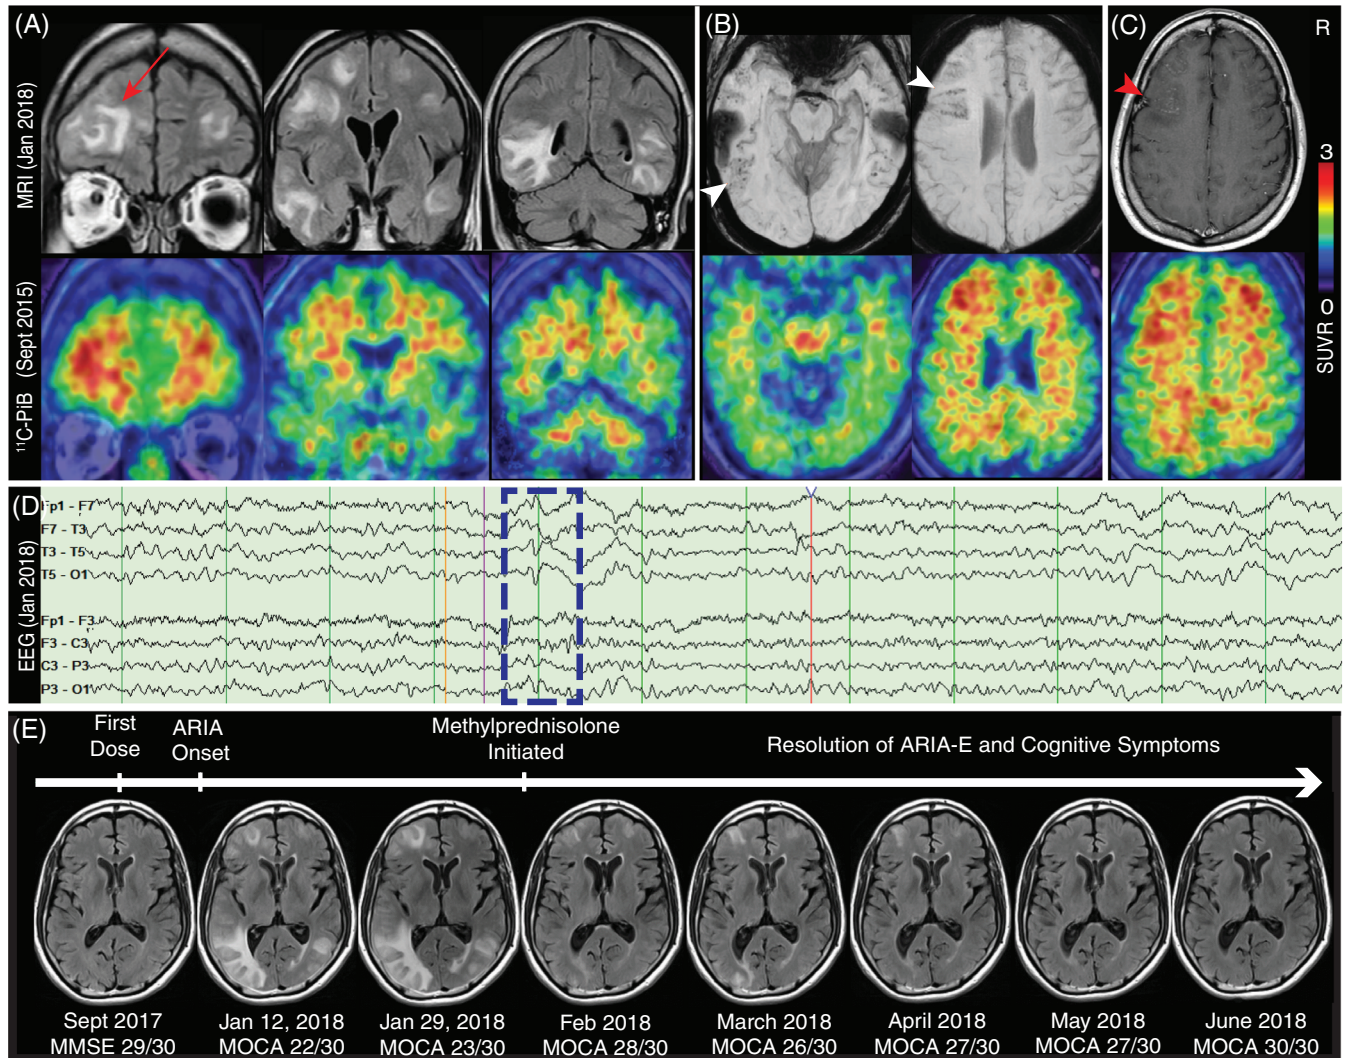 (A)
(B)
(C)
R
MRI (Jan 2018)
3
0
SUVR
¹¹C-PiB (Sept 2015)
(D)
EEG (Jan 2018)
Fp1 - F7
F7 - T3
T3 - T5
T5 - O1
Fp1 - F3
F3 - C3
C3 - P3
P3 - O1
(E)
First
Dose
ARIA
Onset
Methylprednisolone
Initiated
Resolution of ARIA-E and Cognitive Symptoms
Sept 2017
MMSE 29/30
Jan 12, 2018
MOCA 22/30
Jan 29, 2018
MOCA 23/30
Feb 2018
MOCA 28/30
March 2018
MOCA 26/30
April 2018
MOCA 27/30
May 2018
MOCA 27/30
June 2018
MOCA 30/30